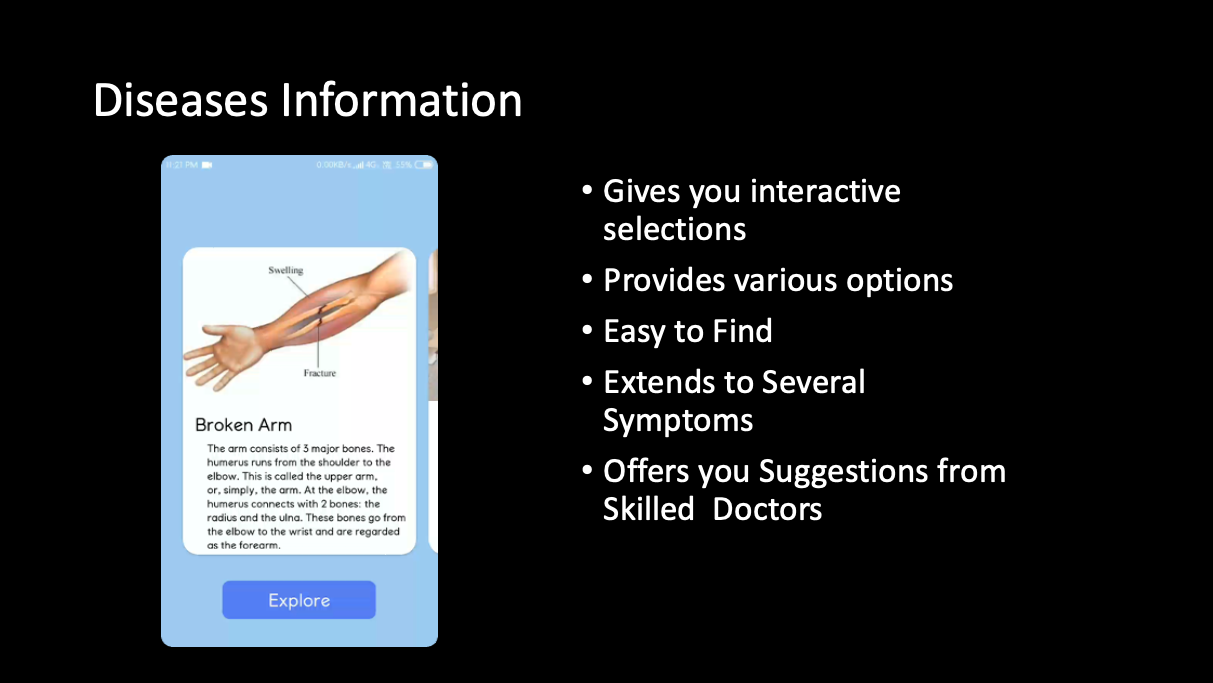 Diseases Information
11:21 PM
0.00KB/s 4G 55%
Swelling
Fracture
Broken Arm
The arm consists of 3 major bones. The
humerus runs from the shoulder to the
elbow. This is called the upper arm,
or, simply, the arm. At the elbow, the
humerus connects with 2 bones: the
radius and the ulna. These bones go from
the elbow to the wrist and are regarded
as the forearm.
Explore
• Gives you interactive
selections
• Provides various options
• Easy to Find
• Extends to Several
Symptoms
• Offers you Suggestions from
Skilled  Doctors